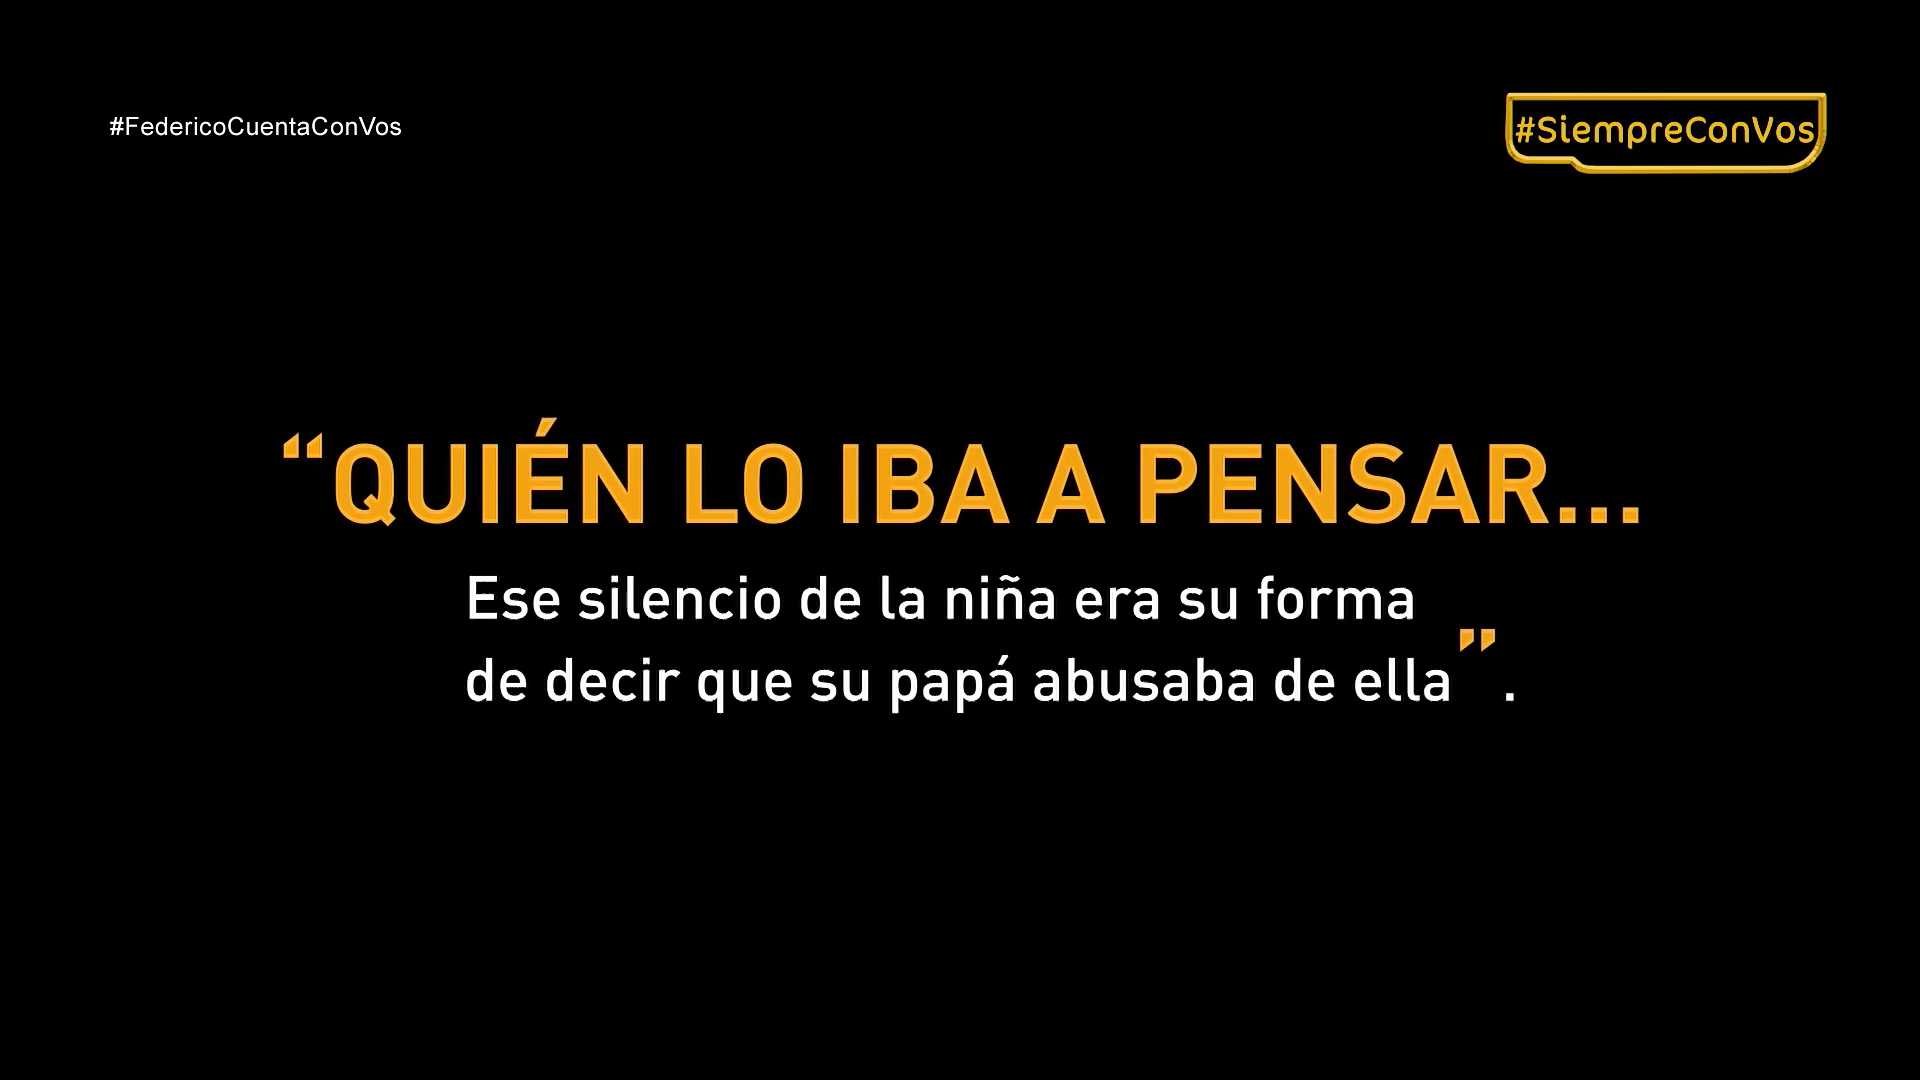 #FedericoCuentaConVos
#SiempreConVos
“QUIÉN LO IBA A PENSAR...
Ese silencio de la niña era su forma
de decir que su papá abusaba de ella”.